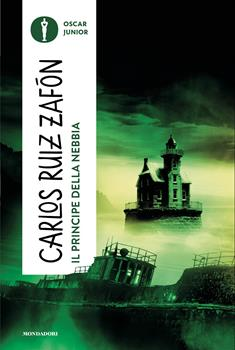 OSCAR
JUNIOR
CARLOS RUIZ ZAFÓN
IL PRINCIPE DELLA NEBBIA
MONDADORI